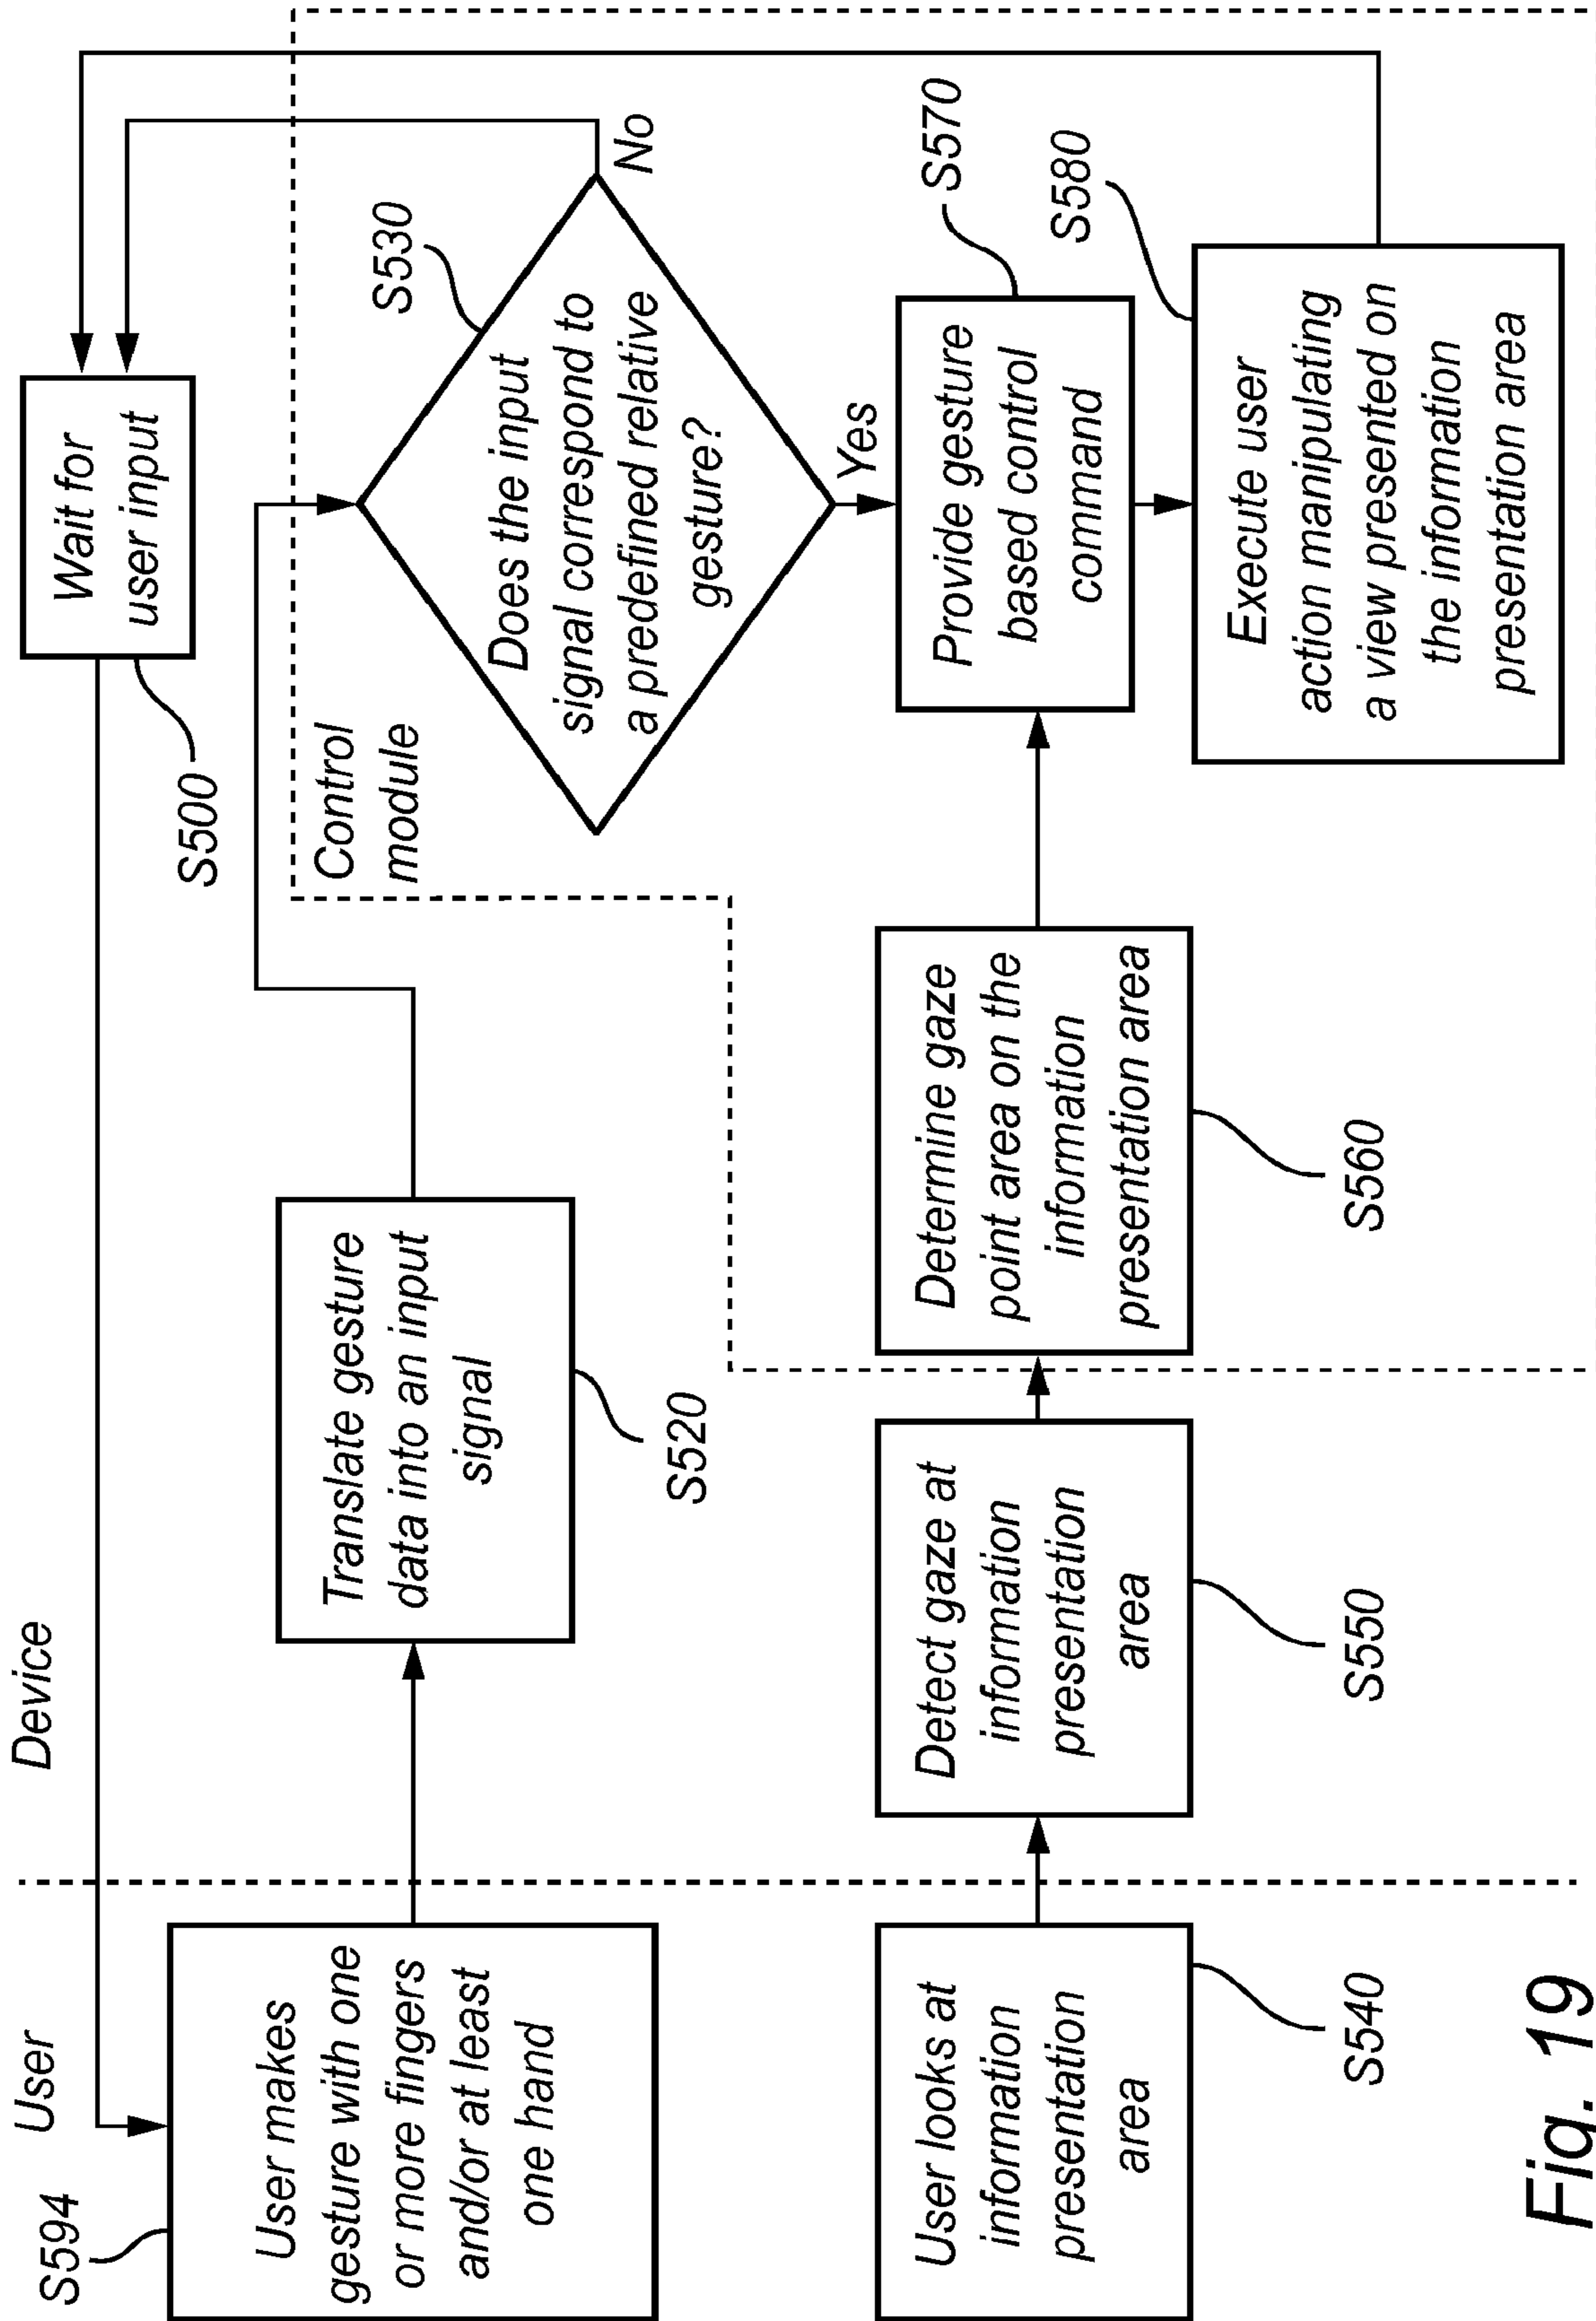 User
Device
S594
User makes
gesture with one
or more fingers
and/or at least
one hand
Translate gesture
data into an input
signal
S520
Wait for
user input
S500
Control
module
Does the input
signal correspond to
a predefined relative
gesture?
S530
No
Yes
User looks at
information
presentation
area
S540
Detect gaze at
information
presentation
area
S550
Determine gaze
point area on the
information
presentation area
S560
Provide gesture
based control
command
S570
Execute user
action manipulating
a view presented on
the information
presentation area
S580
Fig. 19